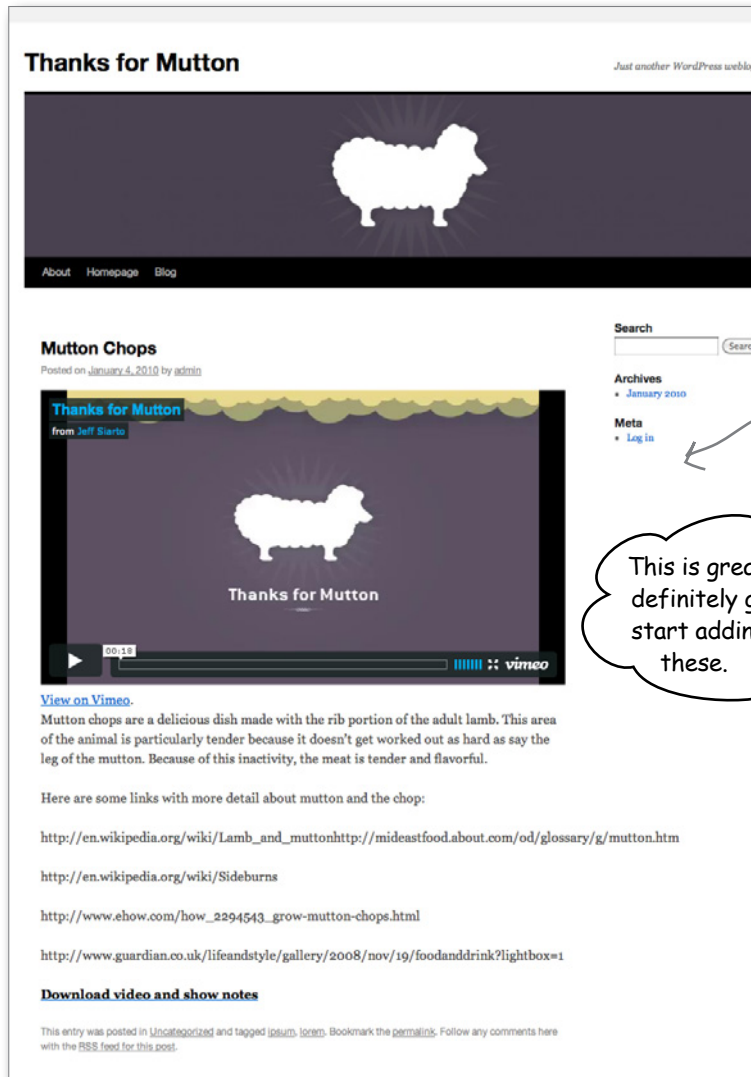 Thanks for Mutton
Just another WordPress weblog
About Homepage Blog
Mutton Chops
Posted on January 4, 2010 by admin
Thanks for Mutton
from Jeff Siarto
Thanks for Mutton
00:18
vimeo
View on Vimeo.
Mutton chops are a delicious dish made with the rib portion of the adult lamb. This area
of the animal is particularly tender because it doesn't get worked out as hard as say the
leg of the mutton. Because of this inactivity, the meat is tender and flavorful.
Here are some links with more detail about mutton and the chop:
http://en.wikipedia.org/wiki/Lamb_and_muttonhttp://mideastfood.about.com/od/glossary/g/mutton.htm
http://en.wikipedia.org/wiki/Sideburns
http://www.ehow.com/how_2294543_grow-mutton-chops.html
http://www.guardian.co.uk/lifeandstyle/gallery/2008/nov/19/foodanddrink?lightbox=1
Download video and show notes
This entry was posted in Uncategorized and tagged ipsum, lorem. Bookmark the permalink. Follow any comments here
with the RSS feed for this post.
Search
Archives
January 2010
Meta
Log in
This is
definitely
start
these.